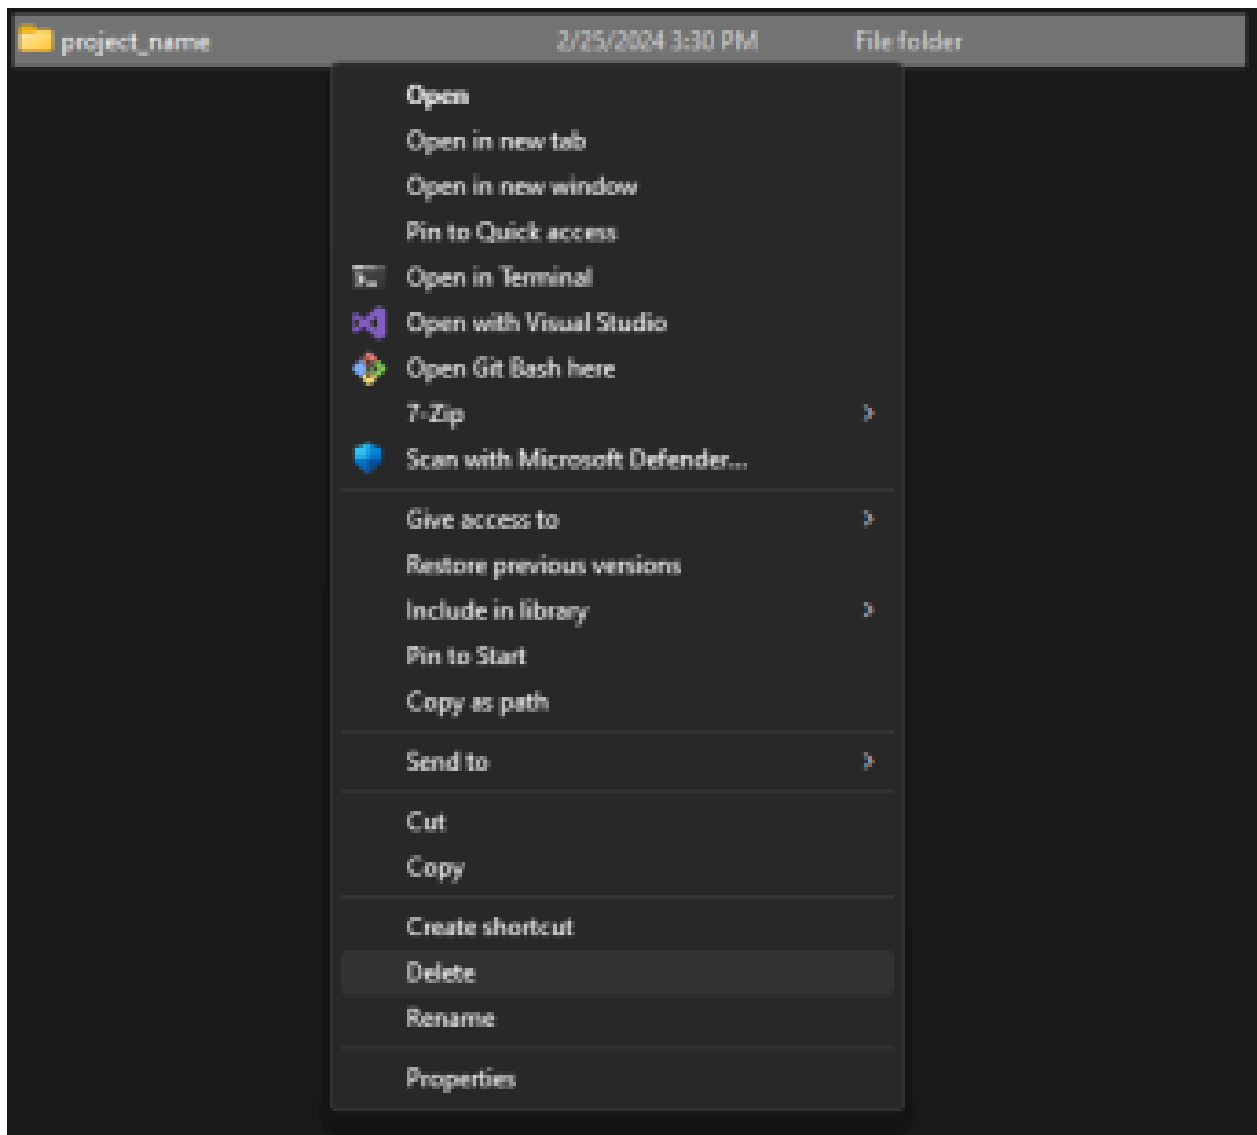 project_name 2/25/2024 3:30 PM File folder
Open
Open in new tab
Open in new window
Pin to Quick access
Open in Terminal
Open with Visual Studio
Open Git Bash here
7-Zip
Scan with Microsoft Defender...
Give access to
Restore previous versions
Include in library
Pin to Start
Copy as path
Send to
Cut
Copy
Create shortcut
Delete
Rename
Properties